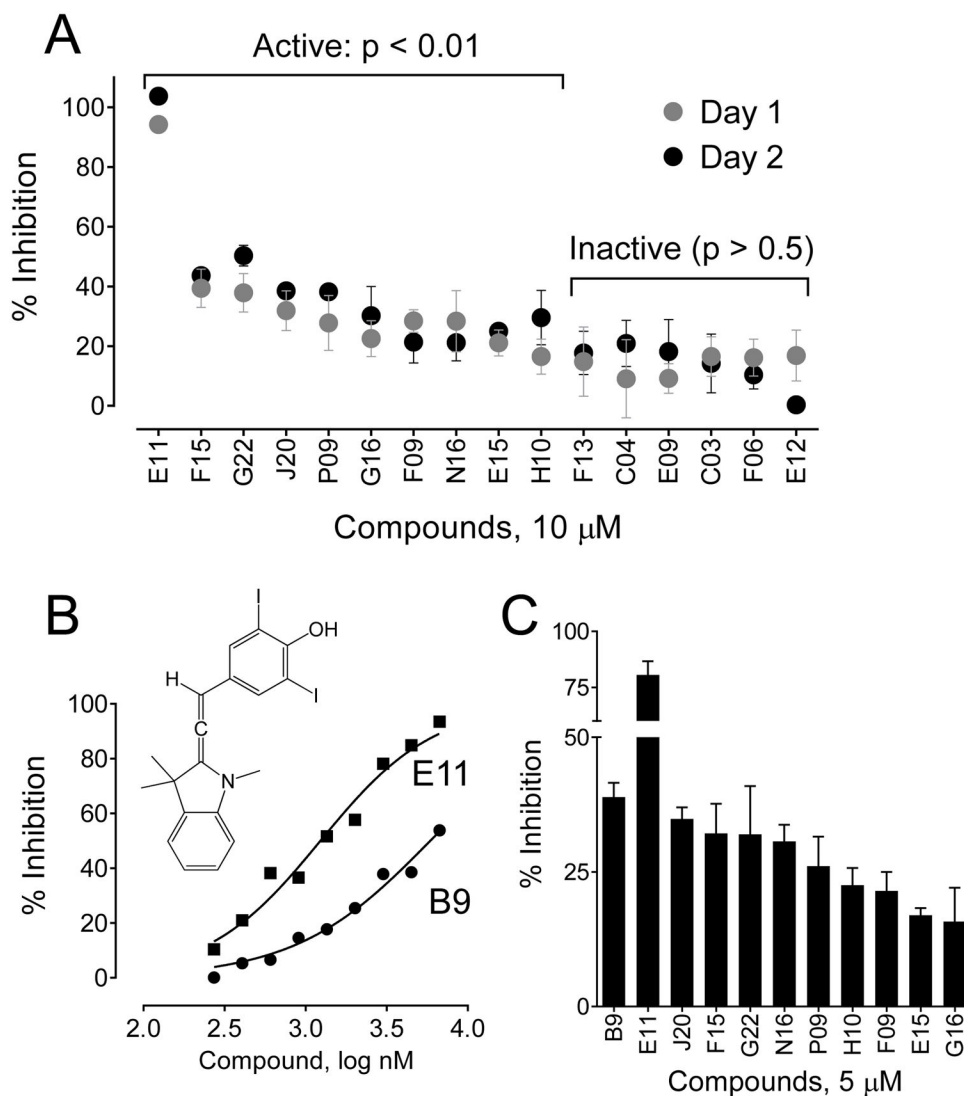 A
Active: p < 0.01
Day 1
Day 2
Inactive (p > 0.5)
% Inhibition
100
80
60
40
20
0
E11
F15
G22
J20
P09
G16
F09
N16
E15
H10
F13
C04
E09
C03
F06
E12
Compounds, 10 μM
B
I
OH
I
H
C
N
E11
B9
% Inhibition
100
80
60
40
20
0
2.0 2.5 3.0 3.5 4.0
Compound, log nM
C
% Inhibition
100
75
50
25
0
B9
E11
J20
F15
G22
N16
P09
H10
F09
E15
G16
Compounds, 5 μM